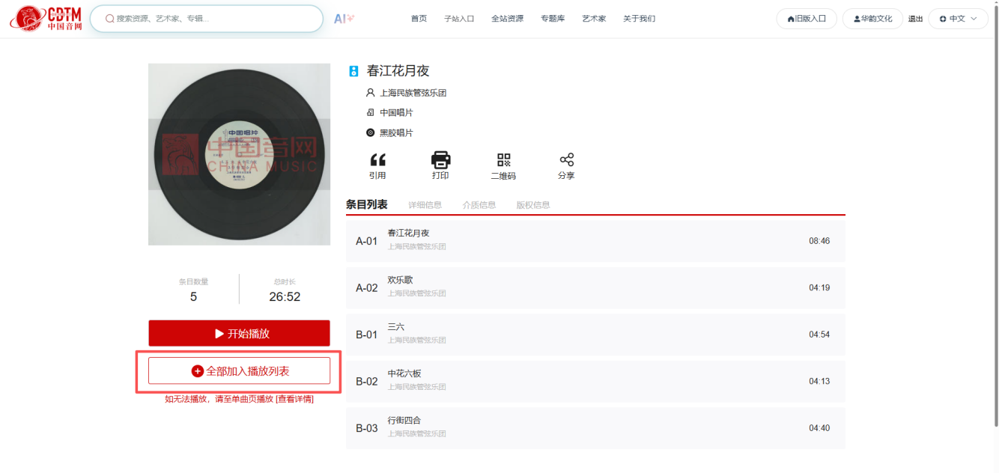 CDTM
中国音网
搜索资源、艺术家、专辑...
AI
首页
子站入口
全站资源
专题库
艺术家
关于我们
旧版入口
华韵文化
退出
中文
中国唱片
中国音网
CHINA MUSIC
春江花月夜
上海民族管弦乐团
中国唱片
黑胶唱片
引用
打印
二维码
分享
条目列表
详细信息
介质信息
版权信息
A-01
春江花月夜
上海民族管弦乐团
08:46
A-02
欢乐歌
上海民族管弦乐团
04:19
B-01
三六
上海民族管弦乐团
04:54
B-02
中花六板
上海民族管弦乐团
04:13
B-03
行街四合
上海民族管弦乐团
04:40
条目数量
5
总时长
26:52
开始播放
全部加入播放列表
如无法播放，请至单曲页播放 [查看详情]